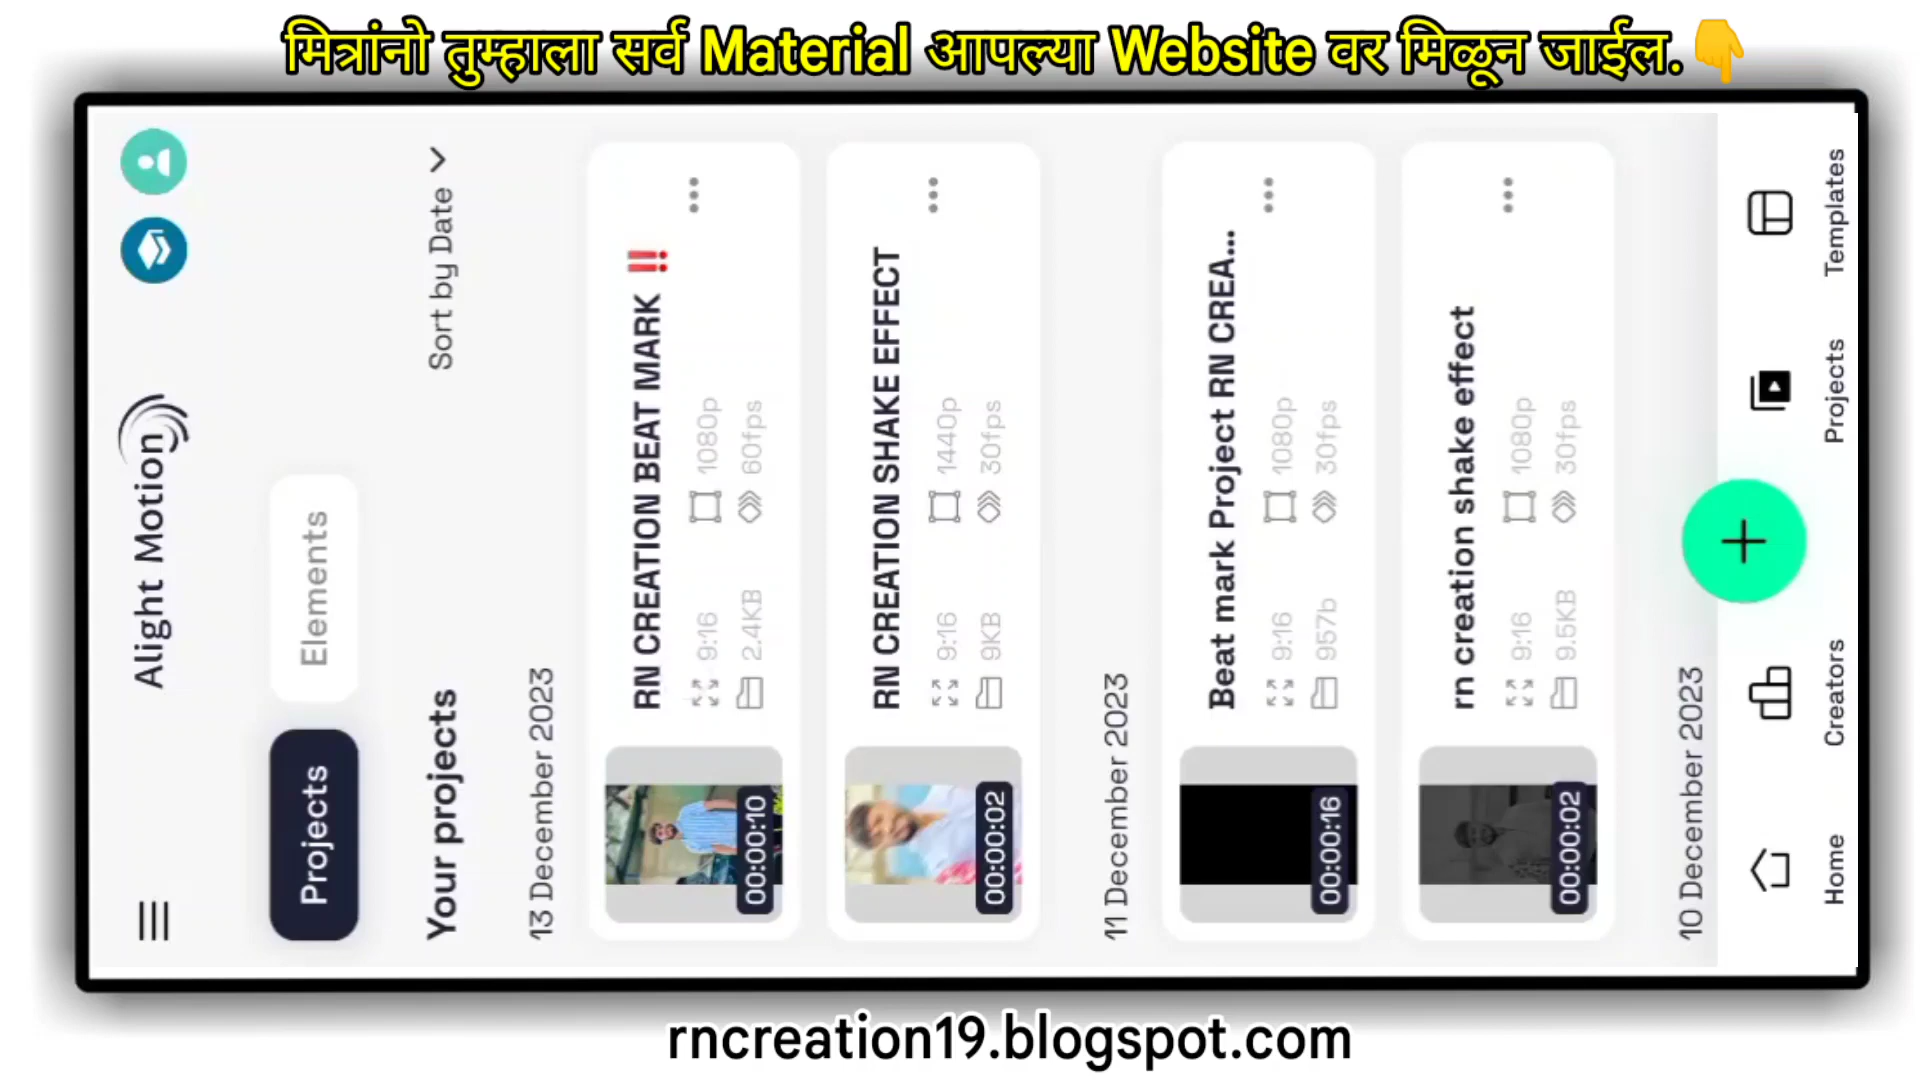 मित्रांनो तुम्हाला सर्व Material आपल्या Website वर मिळून जाईल.👇
Alight Motion
Projects
Elements
Your projects
Sort by Date
13 December 2023
RN CREATION BEAT MARK ‼️
9:16 1080p
2.4KB 60fps
00:00:10
RN CREATION SHAKE EFFECT
9:16 1440p
9KB 30fps
00:00:02
11 December 2023
Beat mark Project RN CREA...
9:16 1080p
957b 30fps
00:00:16
rn creation shake effect
9:16 1080p
9.5KB 30fps
00:00:02
10 December 2023
Home
Creators
Projects
Templates
rncreation19.blogspot.com